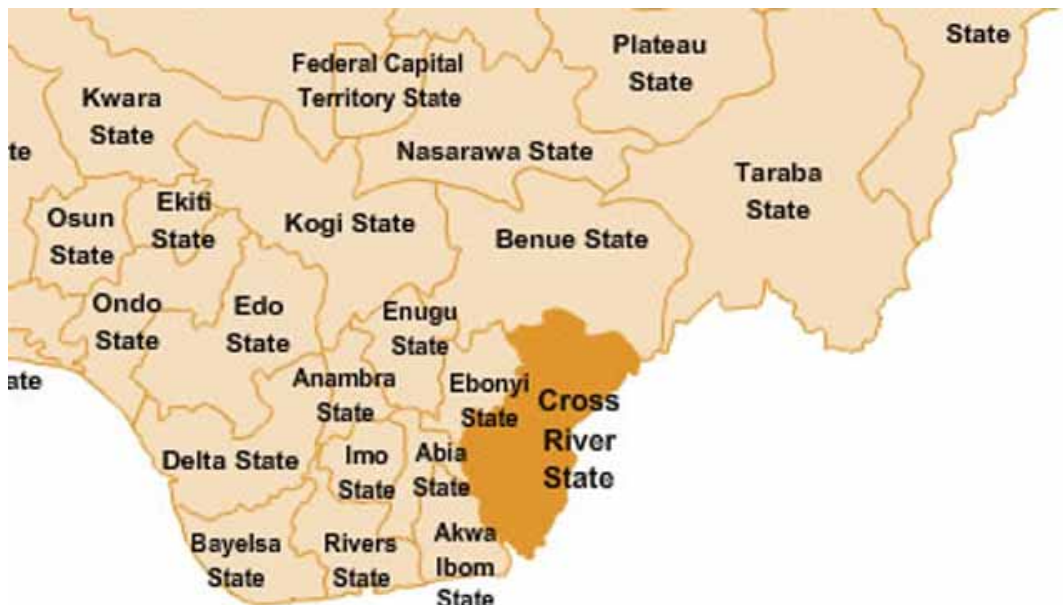 Plateau
State
State
Federal Capital
Territory State
Kwara
State
te
Nasarawa State
Taraba
State
Ekiti
State
Osun
State
Kogi State
Benue State
Ondo
State
Edo
State
Enugu
State
ate
Anambra
State
Ebonyi
State
Cross
River
State
Delta State
Imo
State
Abia
State
Bayelsa
State
Rivers
State
Akwa
Ibom
State